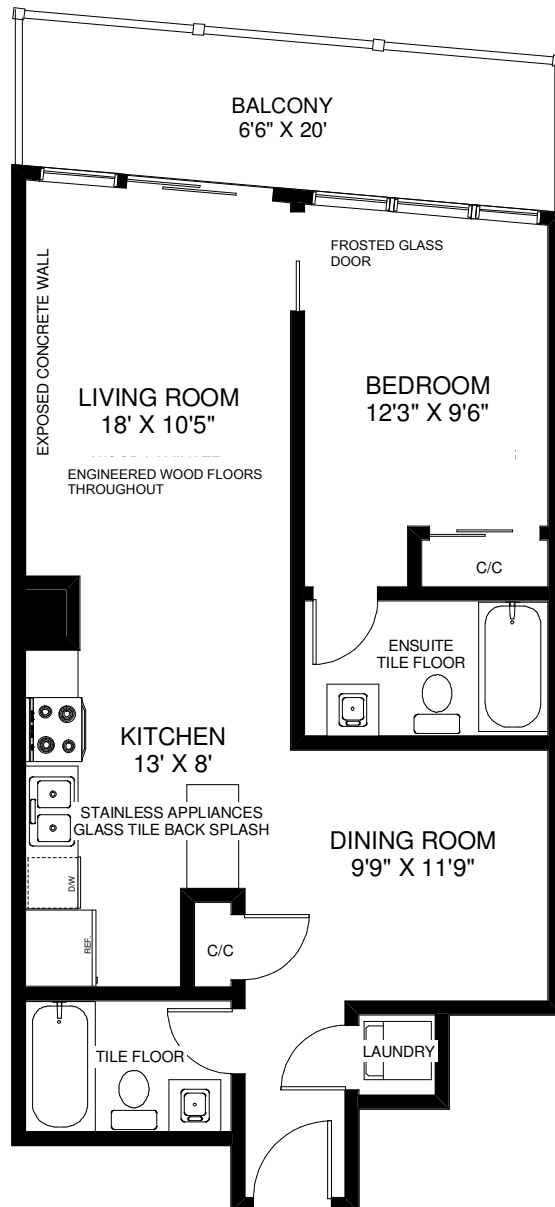 BALCONY
6'6" X 20'
FROSTED GLASS
DOOR
EXPOSED CONCRETE WALL
LIVING ROOM
18' X 10'5"
BEDROOM
12'3" X 9'6"
ENGINEERED WOOD FLOORS
THROUGHOUT
C/C
ENSUITE
TILE FLOOR
KITCHEN
13' X 8'
STAINLESS APPLIANCES
GLASS TILE BACK SPLASH
DINING ROOM
9'9" X 11'9"
D/W
REF.
C/C
TILE FLOOR
LAUNDRY